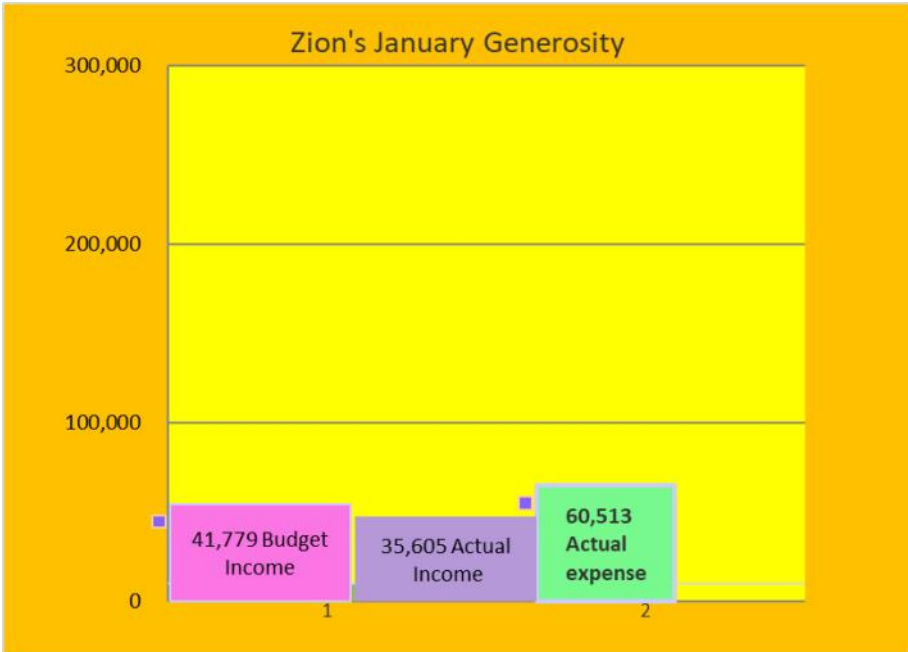 Zion's January Generosity
300,000
200,000
100,000
41,779 Budget
Income
35,605 Actual
Income
60,513
Actual
expense
0
1
2